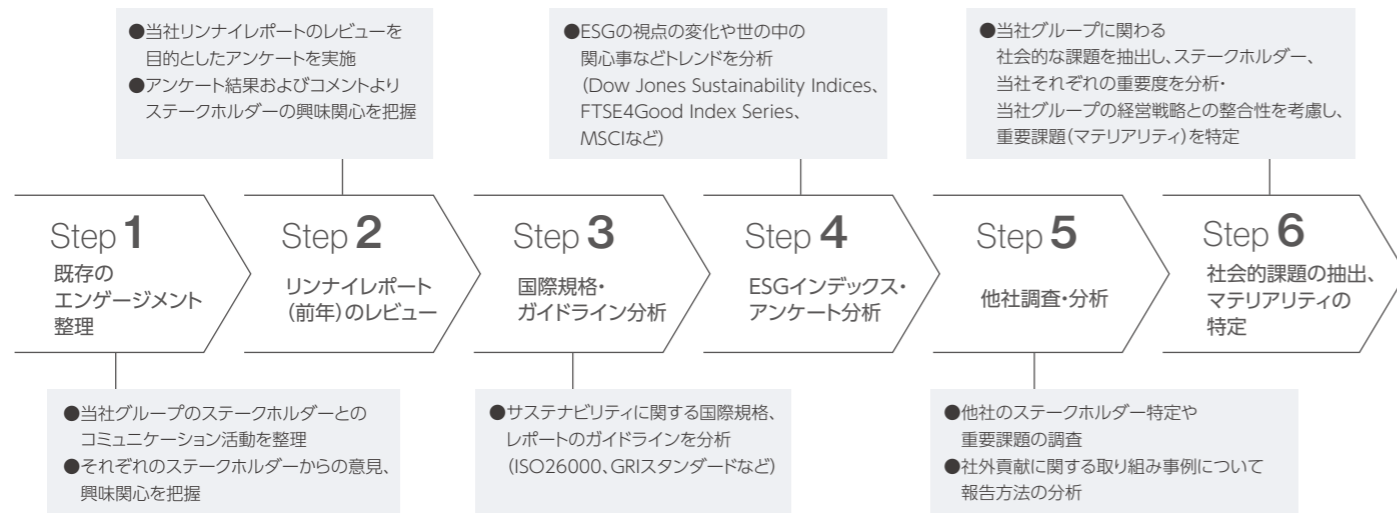 ●当社リンナイレポートのレビューを
目的としたアンケートを実施
●アンケート結果およびコメントより
ステークホルダーの興味関心を把握
●ESGの視点の変化や世の中の
関心事などトレンドを分析
(Dow Jones Sustainability Indices、
FTSE4Good Index Series、
MSCIなど)
●当社グループに関わる
社会的な課題を抽出し、ステークホルダー、
当社それぞれの重要度を分析・
当社グループの経営戦略との整合性を考慮し、
重要課題(マテリアリティ)を特定
Step 1
既存の
エンゲージメント
整理
Step 2
リンナイレポート
(前年)のレビュー
Step 3
国際規格・
ガイドライン分析
Step 4
ESGインデックス・
アンケート分析
Step 5
他社調査・分析
Step 6
社会的課題の抽出、
マテリアリティの
特定
●当社グループのステークホルダーとの
コミュニケーション活動を整理
●それぞれのステークホルダーからの意見、
興味関心を把握
●サステナビリティに関する国際規格、
レポートのガイドラインを分析
(ISO26000、GRIスタンダードなど)
●他社のステークホルダー特定や
重要課題の調査
●社外貢献に関する取り組み事例について
報告方法の分析